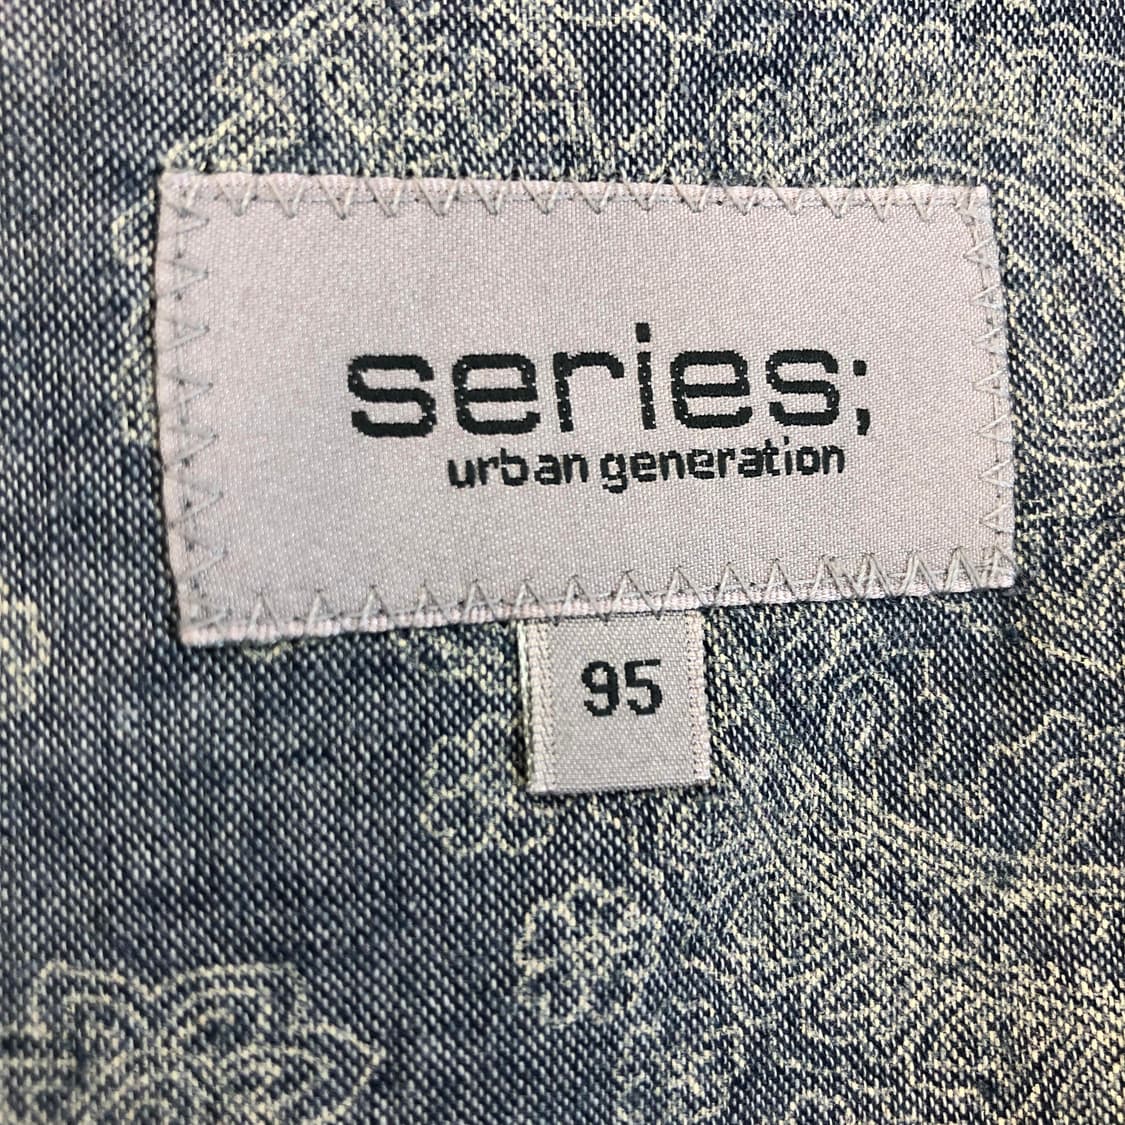 series;
urban generation
95